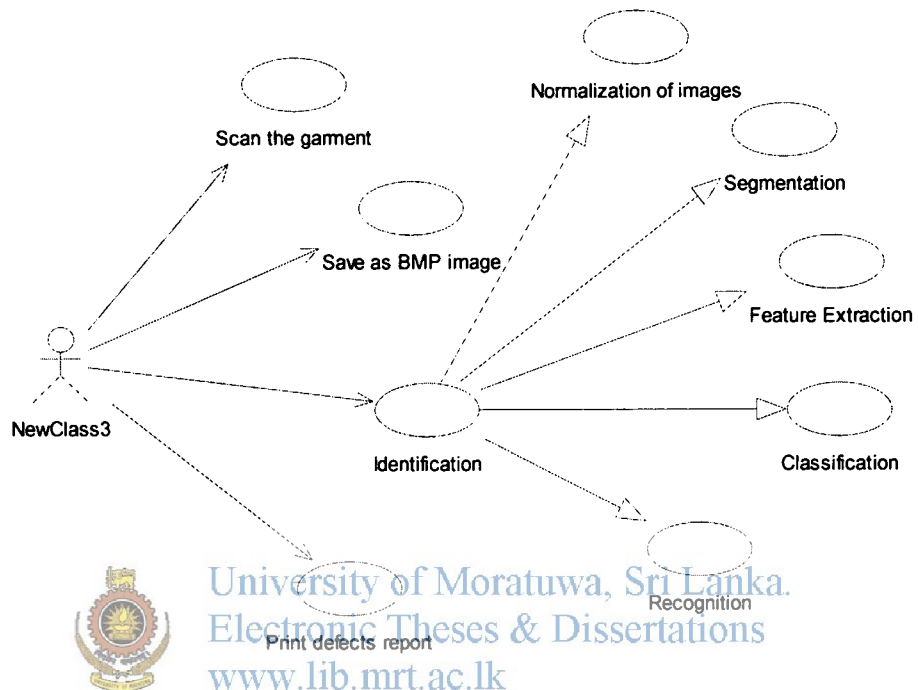 Normalization of images
Scan the garment
Segmentation
Save as BMP image
Feature Extraction
NewClass3
Identification
Classification
University of Moratuwa, Sri Lanka.
Recognition
Electronic Theses & Dissertations
Print defects report
www.lib.mrt.ac.lk